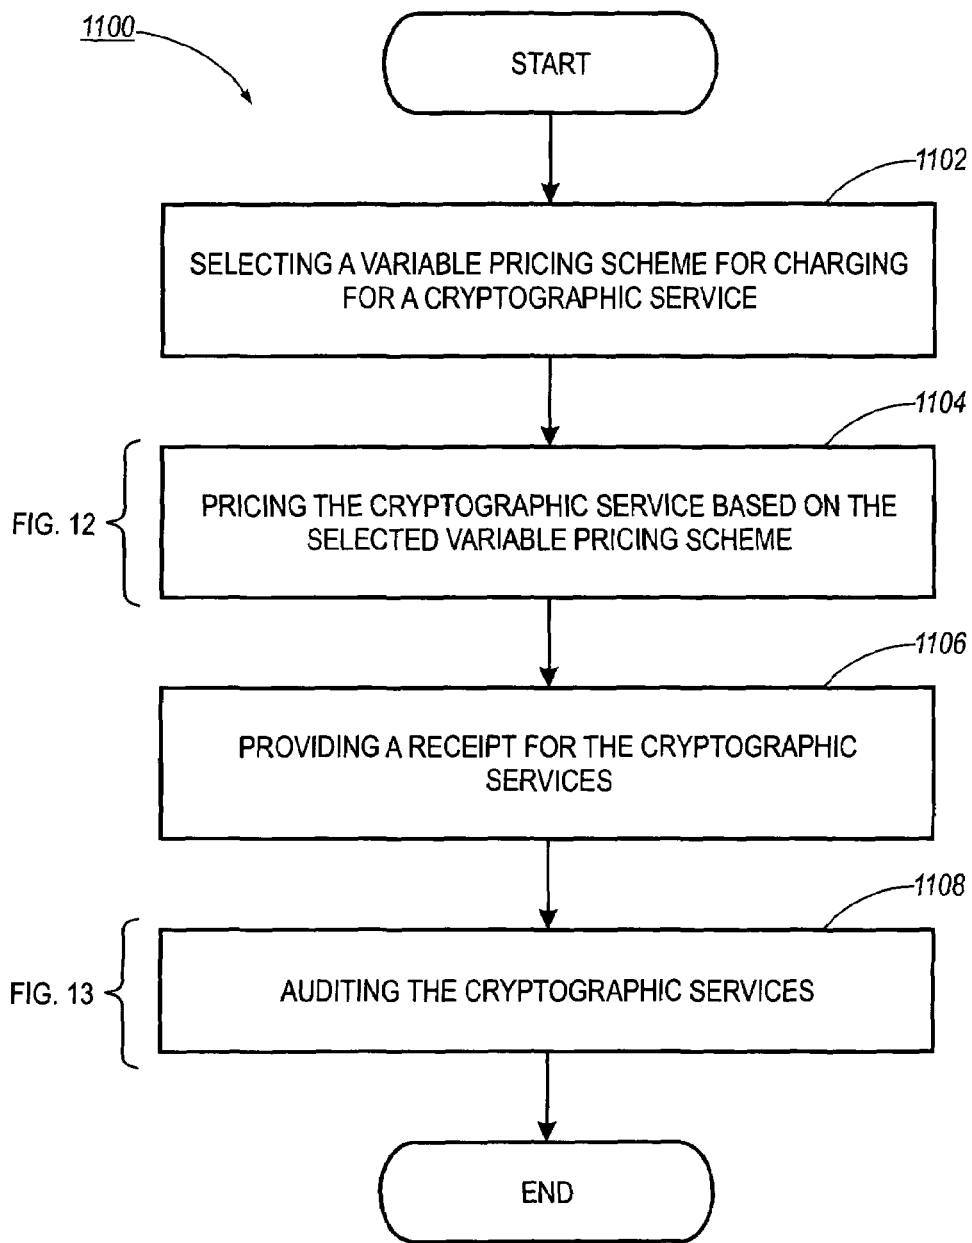 1100
START
1102
SELECTING A VARIABLE PRICING SCHEME FOR CHARGING
FOR A CRYPTOGRAPHIC SERVICE
1104
FIG. 12
PRICING THE CRYPTOGRAPHIC SERVICE BASED ON THE
SELECTED VARIABLE PRICING SCHEME
1106
PROVIDING A RECEIPT FOR THE CRYPTOGRAPHIC
SERVICES
1108
FIG. 13
AUDITING THE CRYPTOGRAPHIC SERVICES
END